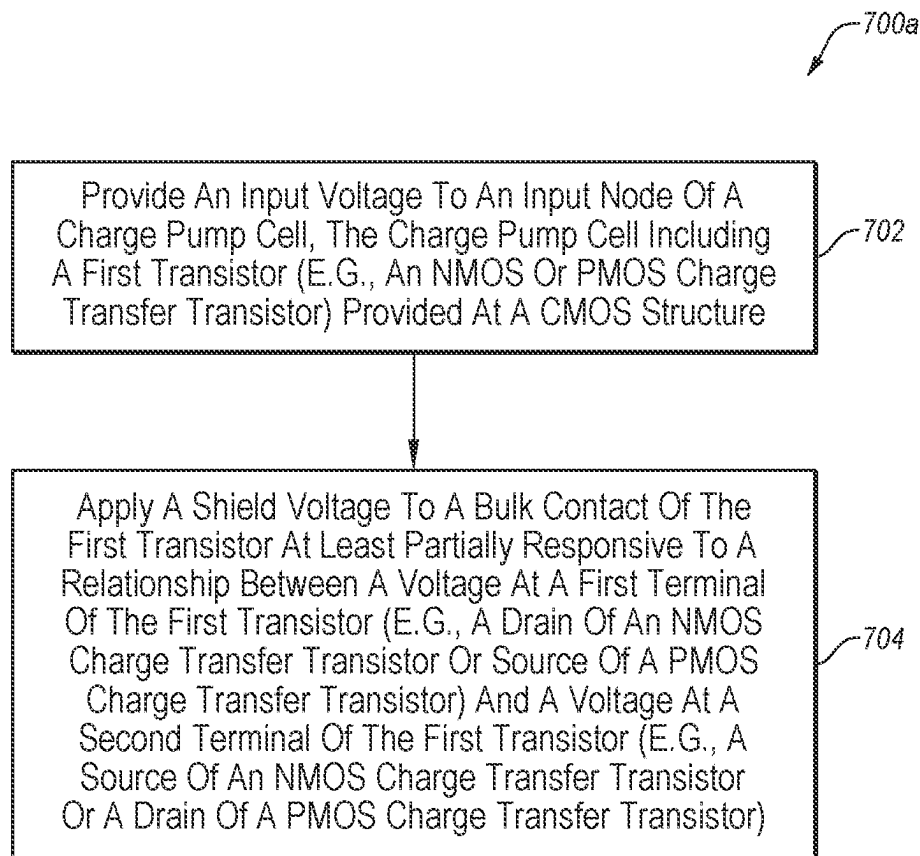 700a
Provide An Input Voltage To An Input Node Of A
Charge Pump Cell, The Charge Pump Cell Including
A First Transistor (E.G., An NMOS Or PMOS Charge
Transfer Transistor) Provided At A CMOS Structure
702
Apply A Shield Voltage To A Bulk Contact Of The
First Transistor At Least Partially Responsive To A
Relationship Between A Voltage At A First Terminal
Of The First Transistor (E.G., A Drain Of An NMOS
Charge Transfer Transistor Or Source Of A PMOS
Charge Transfer Transistor) And A Voltage At A
Second Terminal Of The First Transistor (E.G., A
Source Of An NMOS Charge Transfer Transistor
Or A Drain Of A PMOS Charge Transfer Transistor)
704